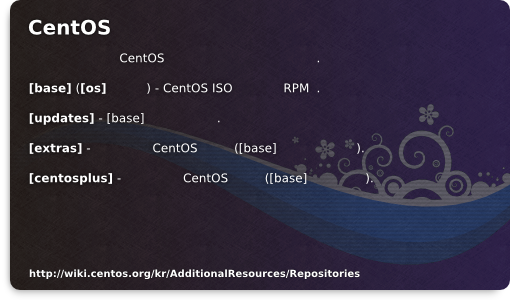 CentOS
CentOS .
[base] ([os] ) - CentOS ISO RPM .
[updates] - [base] .
[extras] - CentOS ([base] ).
[centosplus] - CentOS ([base] ).
http://wiki.centos.org/kr/AdditionalResources/Repositories